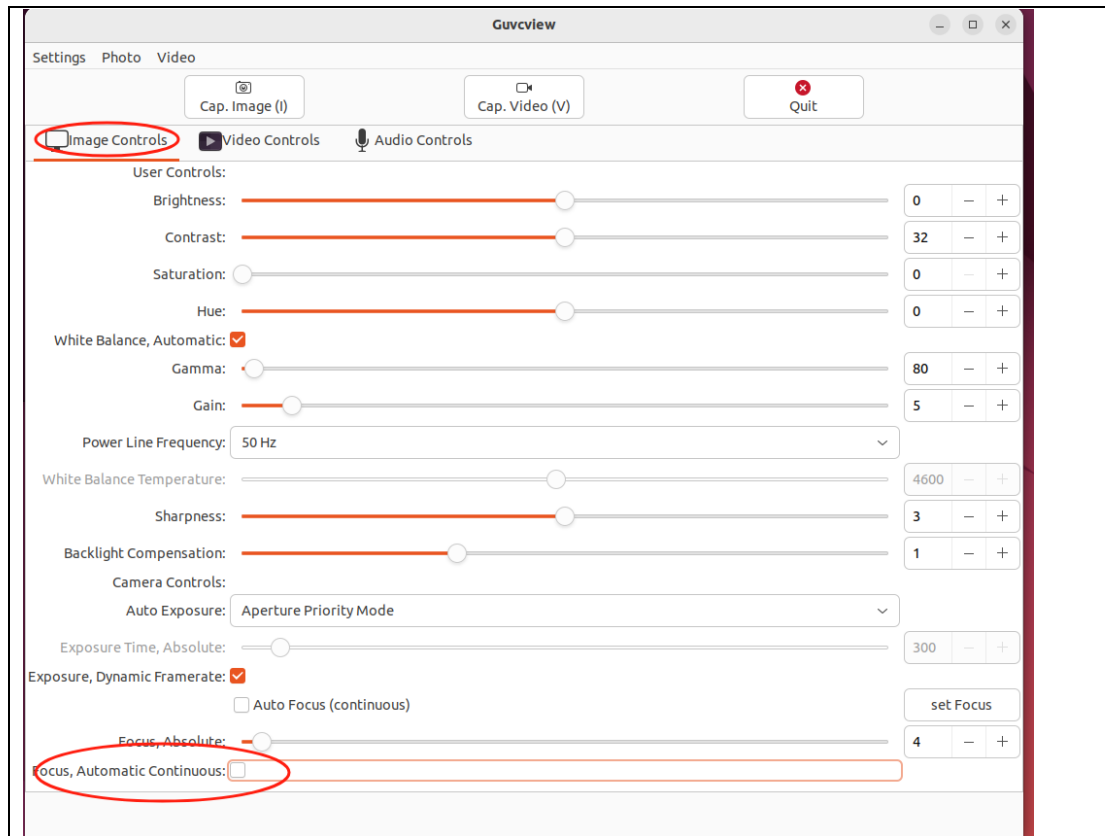 Guvcview
Settings Photo Video
Cap. Image (I) Cap. Video (V) Quit
Image Controls Video Controls Audio Controls
User Controls:
Brightness: 0 − +
Contrast: 32 − +
Saturation: 0 − +
Hue: 0 − +
White Balance, Automatic:
Gamma: 80 − +
Gain: 5 − +
Power Line Frequency: 50 Hz
White Balance Temperature: 4600 − +
Sharpness: 3 − +
Backlight Compensation: 1 − +
Camera Controls:
Auto Exposure: Aperture Priority Mode
Exposure Time, Absolute: 300 − +
Exposure, Dynamic Framerate:
Auto Focus (continuous) set Focus
Focus, Absolute: 4 − +
Focus, Automatic Continuous: